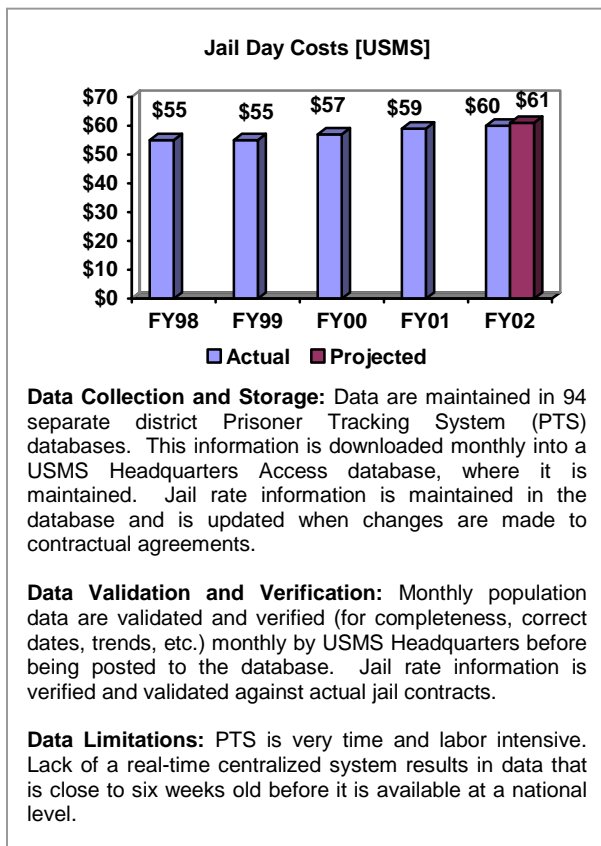 Jail Day Costs [USMS]
$55 $55 $57 $59 $60 $61
$70
$60
$50
$40
$30
$20
$10
$0
FY98 FY99 FY00 FY01 FY02
Actual Projected
Data Collection and Storage: Data are maintained in 94
separate district Prisoner Tracking System (PTS)
databases. This information is downloaded monthly into a
USMS Headquarters Access database, where it is
maintained. Jail rate information is maintained in the
database and is updated when changes are made to
contractual agreements.
Data Validation and Verification: Monthly population
data are validated and verified (for completeness, correct
dates, trends, etc.) monthly by USMS Headquarters before
being posted to the database. Jail rate information is
verified and validated against actual jail contracts.
Data Limitations: PTS is very time and labor intensive.
Lack of a real-time centralized system results in data that
is close to six weeks old before it is available at a national
level.